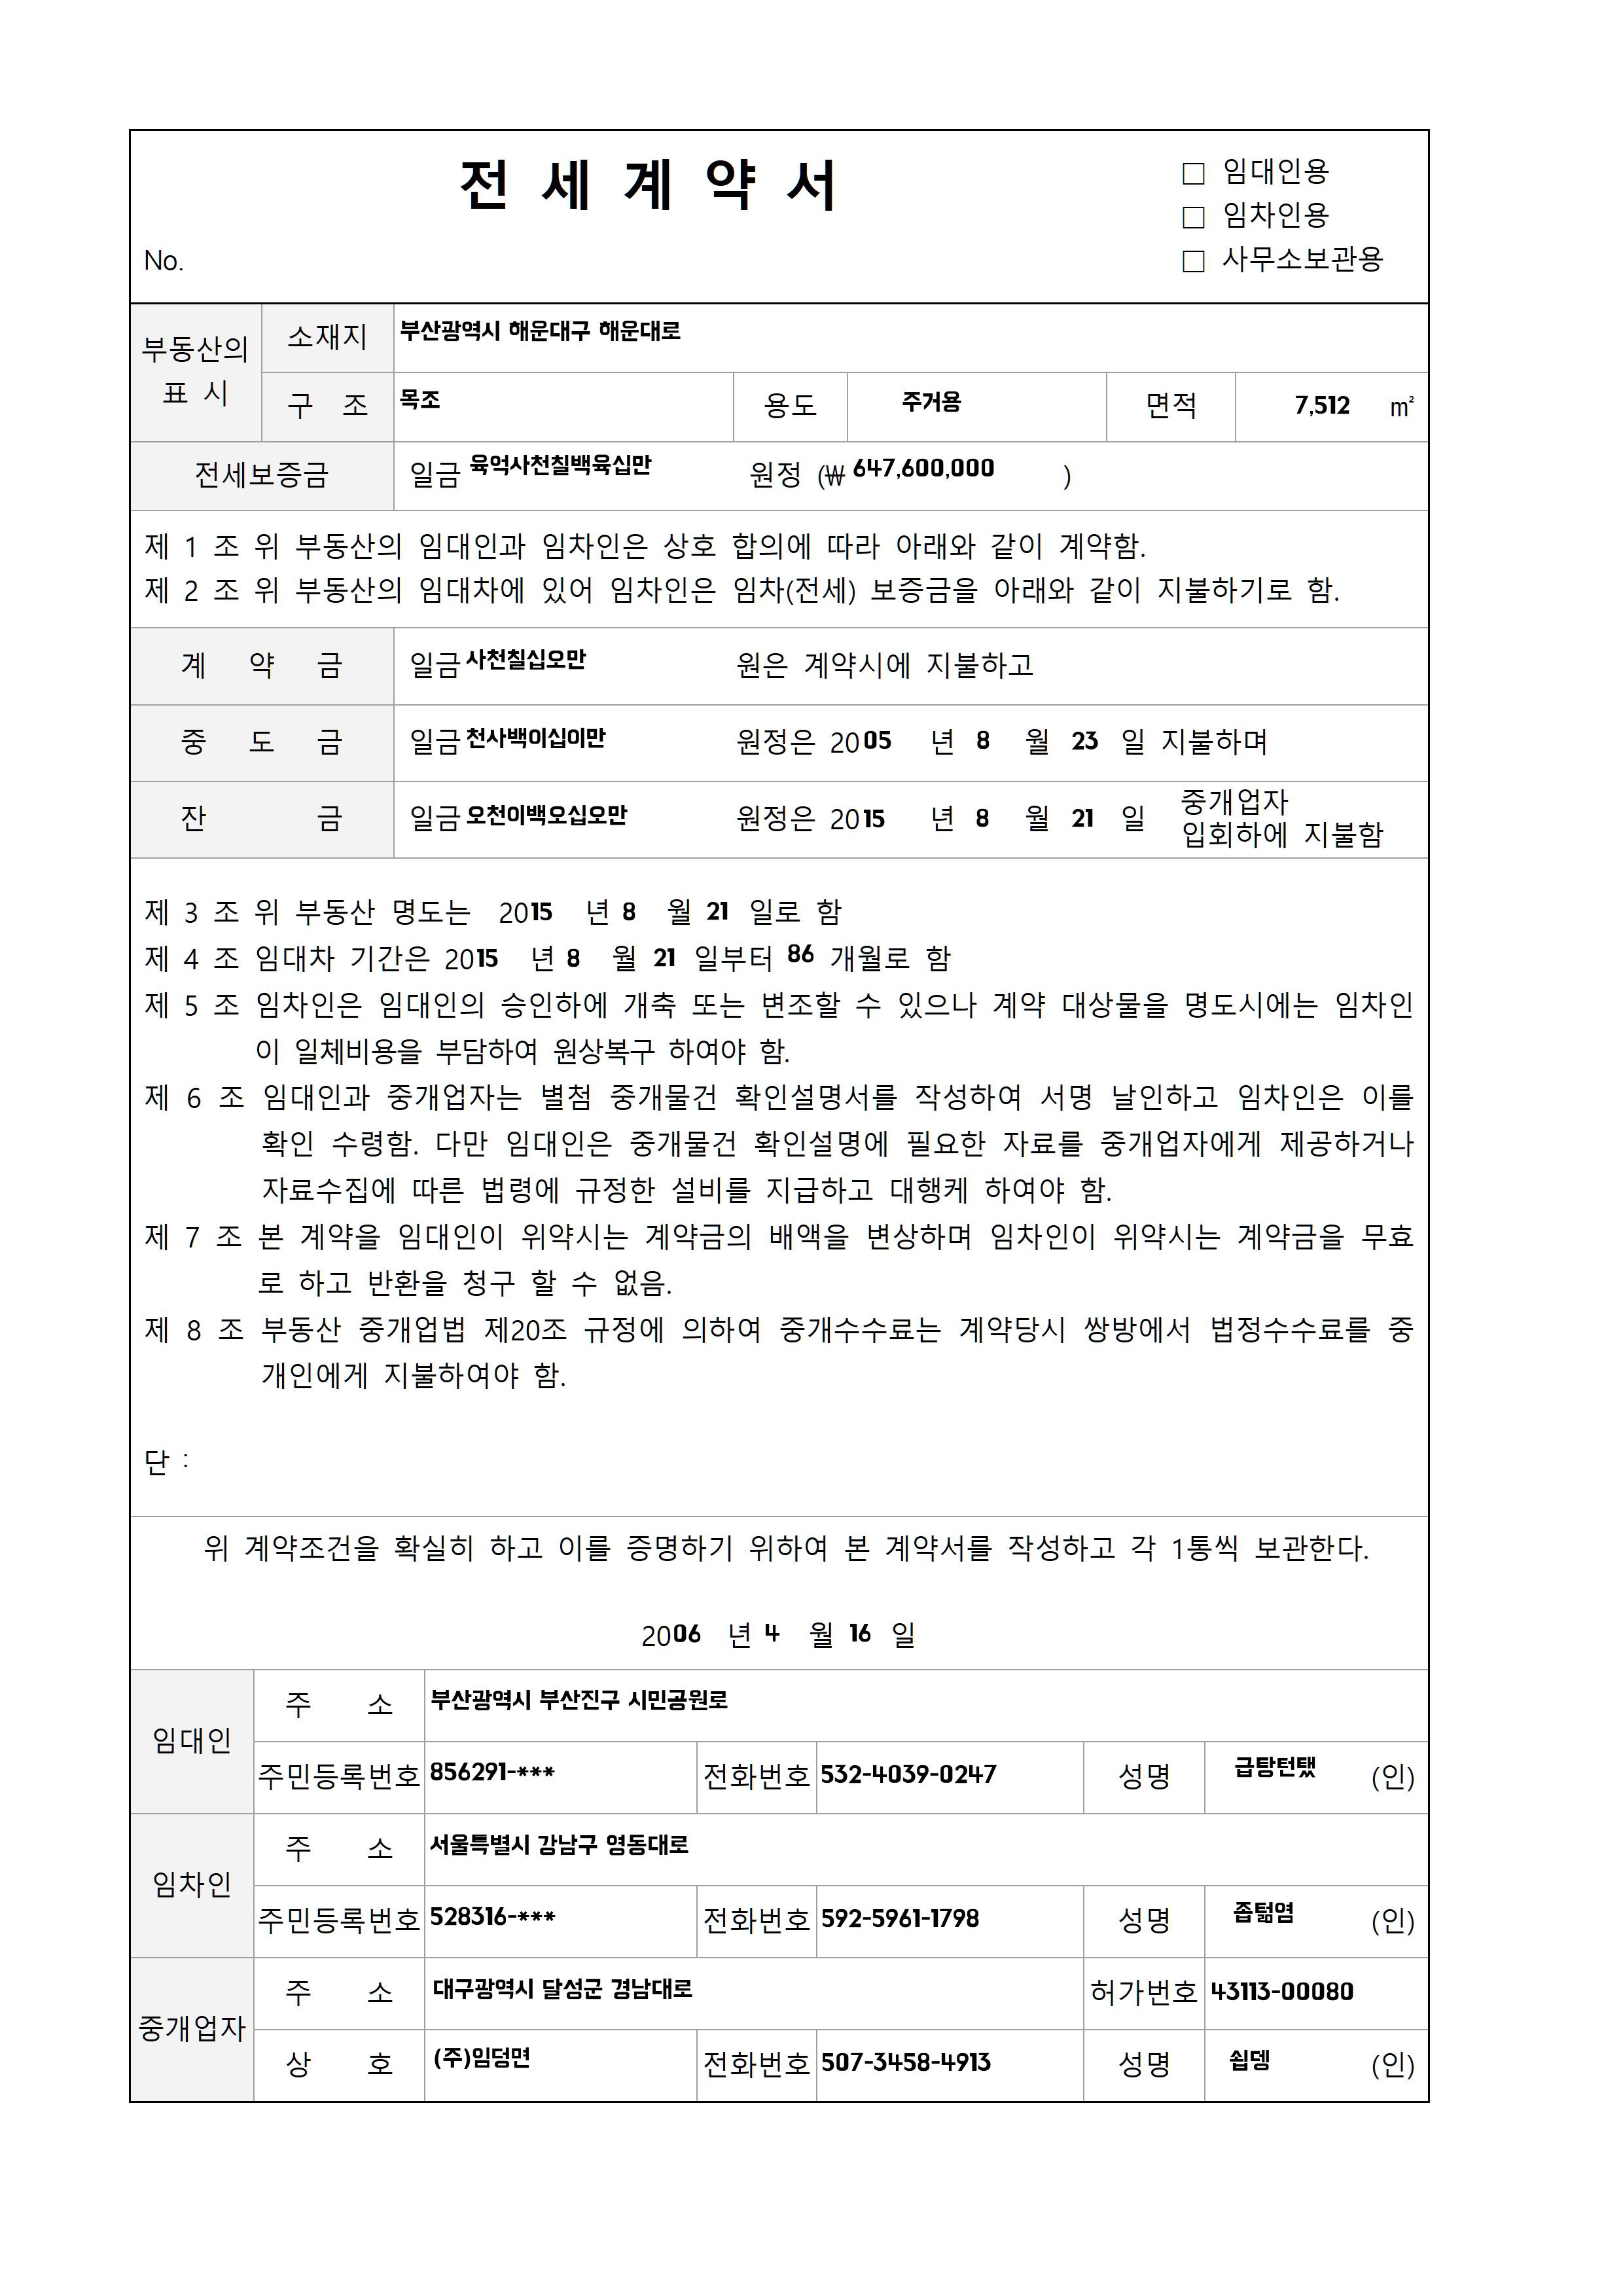 전 세 계 약 서
□ 임대인용
□ 임차인용
□ 사무소보관용
No.
부동산의 표 시
소재지 부산광역시 해운대구 해운대로
구 조 목조 용도 주거용 면적 7,512 ㎡
전세보증금 일금 육억사천칠백육십만 원정 (₩ 647,600,000 )
제 1 조 위 부동산의 임대인과 임차인은 상호 합의에 따라 아래와 같이 계약함.
제 2 조 위 부동산의 임대차에 있어 임차인은 임차(전세) 보증금을 아래와 같이 지불하기로 함.
계 약 금 일금 사천칠십오만 원은 계약시에 지불하고
중 도 금 일금 천사백이십이만 원정은 2005 년 8 월 23 일 지불하며
잔 금 일금 오천이백오십오만 원정은 2015 년 8 월 21 일 중개업자
입회하에 지불함
제 3 조 위 부동산 명도는 2015 년 8 월 21 일로 함
제 4 조 임대차 기간은 2015 년 8 월 21 일부터 86 개월로 함
제 5 조 임차인은 임대인의 승인하에 개축 또는 변조할 수 있으나 계약 대상물을 명도시에는 임차인
이 일체비용을 부담하여 원상복구 하여야 함.
제 6 조 임대인과 중개업자는 별첨 중개물건 확인설명서를 작성하여 서명 날인하고 임차인은 이를
확인 수령함. 다만 임대인은 중개물건 확인설명에 필요한 자료를 중개업자에게 제공하거나
자료수집에 따른 법령에 규정한 설비를 지급하고 대행케 하여야 함.
제 7 조 본 계약을 임대인이 위약시는 계약금의 배액을 변상하며 임차인이 위약시는 계약금을 무효
로 하고 반환을 청구 할 수 없음.
제 8 조 부동산 중개업법 제20조 규정에 의하여 중개수수료는 계약당시 쌍방에서 법정수수료를 중
개인에게 지불하여야 함.
단 :
위 계약조건을 확실히 하고 이를 증명하기 위하여 본 계약서를 작성하고 각 1통씩 보관한다.
2006 년 4 월 16 일
임대인
주 소 부산광역시 부산진구 시민공원로
주민등록번호 856291-*** 전화번호 532-4039-0247 성명 급탕턴탰 (인)
임차인
주 소 서울특별시 강남구 영동대로
주민등록번호 528316-*** 전화번호 592-5961-1798 성명 좁텳염 (인)
중개업자
주 소 대구광역시 달성군 경남대로 허가번호 43113-00080
상 호 (주)임덩면 전화번호 507-3458-4913 성명 쉽뎅 (인)